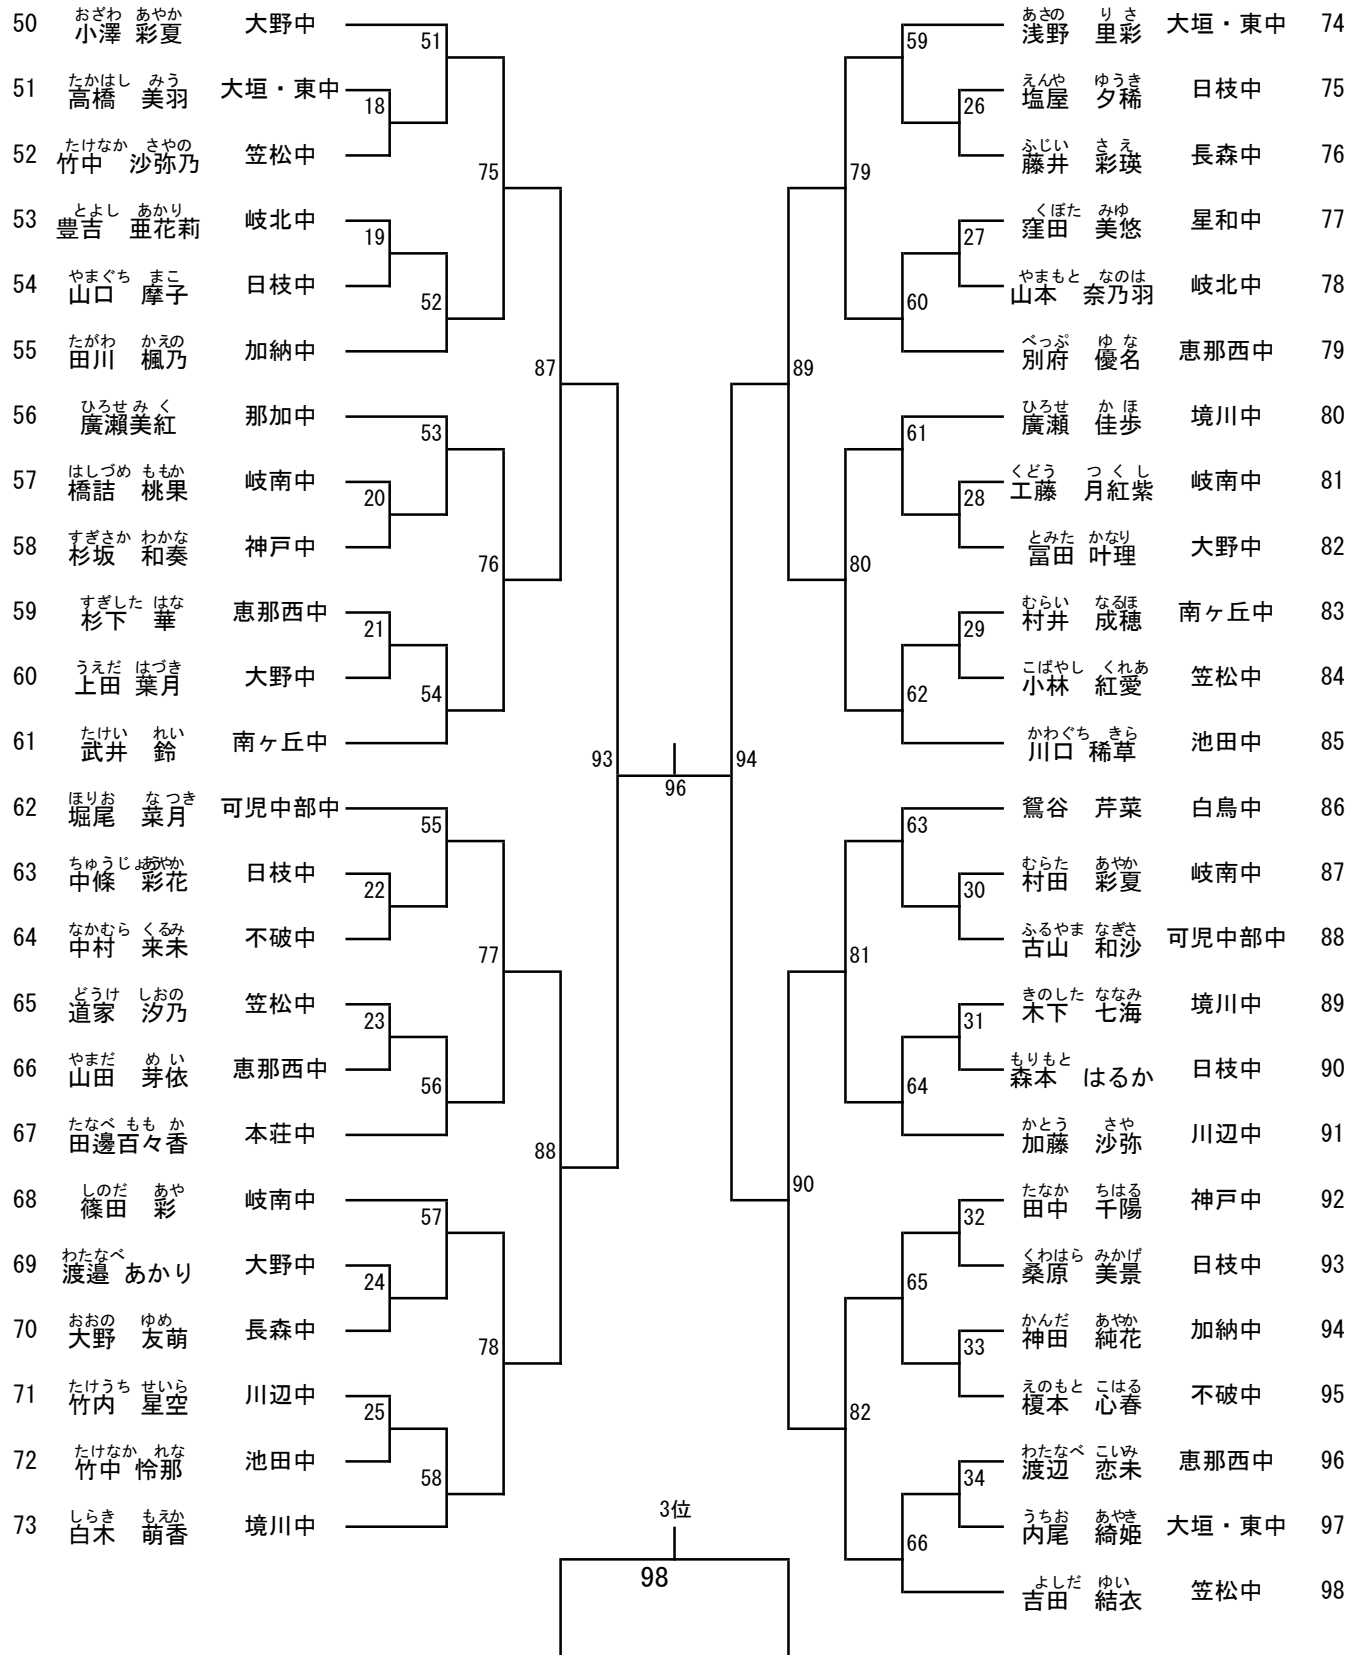 50 おざわ あやか 小澤 彩夏 大野中
51 たかはし みう 高橋 美羽 大垣・東中
52 たけなか さやの 竹中 沙弥乃 笠松中
53 とよし あかり 豊吉 亜花莉 岐北中
54 やまぐち まこ 山口 摩子 日枝中
55 たがわ かえの 田川 楓乃 加納中
56 ひろせ みく 廣瀬美紅 那加中
57 はしづめ ももか 橋詰 桃果 岐南中
58 すぎさか わかな 杉坂 和奏 神戸中
59 すぎした はな 杉下 華 恵那西中
60 うえだ はづき 上田 葉月 大野中
61 たけい れい 武井 鈴 南ヶ丘中
62 ほりお なつき 堀尾 菜月 可児中部中
63 ちゅうじょう あやか 中條 彩花 日枝中
64 なかむら くるみ 中村 来未 不破中
65 どうけ しおの 道家 汐乃 笠松中
66 やまだ めい 山田 芽依 恵那西中
67 たなべ ももか 田邊百々香 本荘中
68 しのだ あや 篠田 彩 岐南中
69 わたなべ 渡邉 あかり 大野中
70 おおの ゆめ 大野 友萌 長森中
71 たけうち せいら 竹内 星空 川辺中
72 たけなか れな 竹中 怜那 池田中
73 しらき もえか 白木 萌香 境川中
51
18
75
19
52
87
53
20
76
21
54
93
55
22
77
23
56
88
57
24
78
25
58
96
3位
98
94
59
26
79
27
60
89
61
28
80
29
62
63
30
81
31
64
90
32
65
33
82
34
66
あさの りさ 浅野 里彩 大垣・東中 74
えんや ゆうき 塩屋 夕稀 日枝中 75
ふじい さえ 藤井 彩瑛 長森中 76
くぼた みゆ 窪田 美悠 星和中 77
やまもと なのは 山本 奈乃羽 岐北中 78
べっぷ ゆな 別府 優名 恵那西中 79
ひろせ かほ 廣瀬 佳歩 境川中 80
くどう つくし 工藤 月紅紫 岐南中 81
とみた かなり 冨田 叶理 大野中 82
むらい なるほ 村井 成穂 南ヶ丘中 83
こばやし くれあ 小林 紅愛 笠松中 84
かわぐち きら 川口 稀草 池田中 85
鴛谷 芹菜 白鳥中 86
むらた あやか 村田 彩夏 岐南中 87
ふるやま なぎさ 古山 和沙 可児中部中 88
きのした ななみ 木下 七海 境川中 89
もりもと 森本 はるか 日枝中 90
かとう さや 加藤 沙弥 川辺中 91
たなか ちはる 田中 千陽 神戸中 92
くわはら みかげ 桑原 美景 日枝中 93
かんだ あやか 神田 純花 加納中 94
えのもと こはる 榎本 心春 不破中 95
わたなべ こいみ 渡辺 恋未 恵那西中 96
うちお あやき 内尾 綺姫 大垣・東中 97
よしだ ゆい 吉田 結衣 笠松中 98